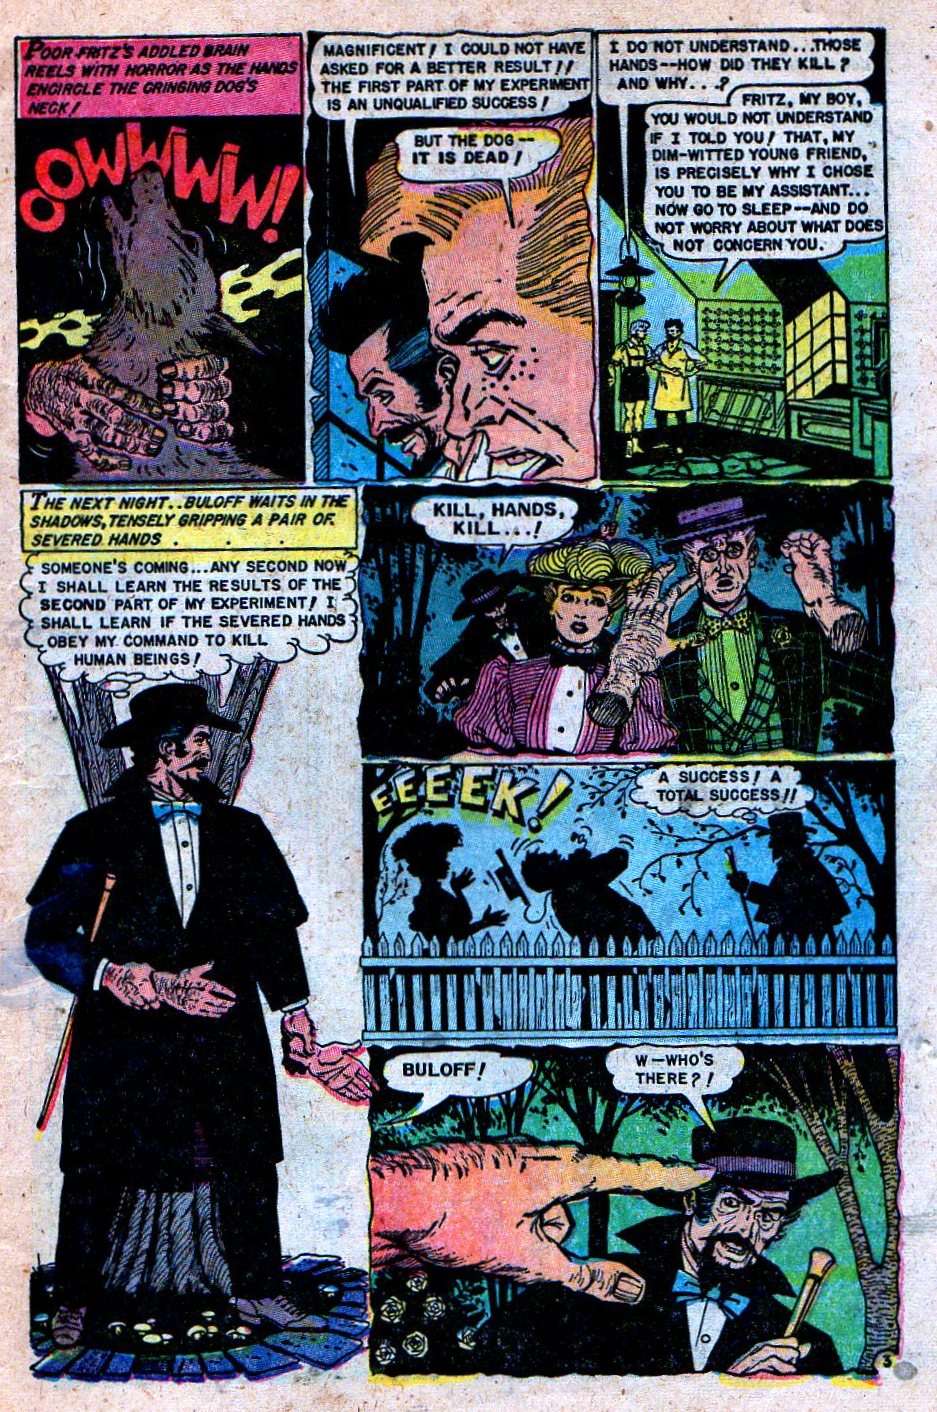 POOR FRITZ'S ADDLED BRAIN
REELS WITH HORROR AS THE HANDS
ENCIRCLE THE CRINGING DOG'S
NECK!
OOWWWW!
MAGNIFICENT! I COULD NOT HAVE
ASKED FOR A BETTER RESULT!!
THE FIRST PART OF MY EXPERIMENT
IS AN UNQUALIFIED SUCCESS!
BUT THE DOG--
IT IS DEAD!
I DO NOT UNDERSTAND...THOSE
HANDS--HOW DID THEY KILL?
AND WHY...?
FRITZ, MY BOY,
YOU WOULD NOT UNDERSTAND
IF I TOLD YOU! THAT, MY
DIM-WITTED YOUNG FRIEND,
IS PRECISELY WHY I CHOSE
YOU TO BE MY ASSISTANT...
NOW GO TO SLEEP--AND DO
NOT WORRY ABOUT WHAT DOES
NOT CONCERN YOU.
THE NEXT NIGHT..BULOFF WAITS IN THE
SHADOWS, TENSELY GRIPPING A PAIR OF
SEVERED HANDS . . .
SOMEONE'S COMING...ANY SECOND NOW
I SHALL LEARN THE RESULTS OF THE
SECOND PART OF MY EXPERIMENT! I
SHALL LEARN IF THE SEVERED HANDS
OBEY MY COMMAND TO KILL
HUMAN BEINGS!
KILL, HANDS,
KILL...!
EEEEEK!
A SUCCESS! A
TOTAL SUCCESS!!
BULOFF!
W-WHO'S
THERE?!
3